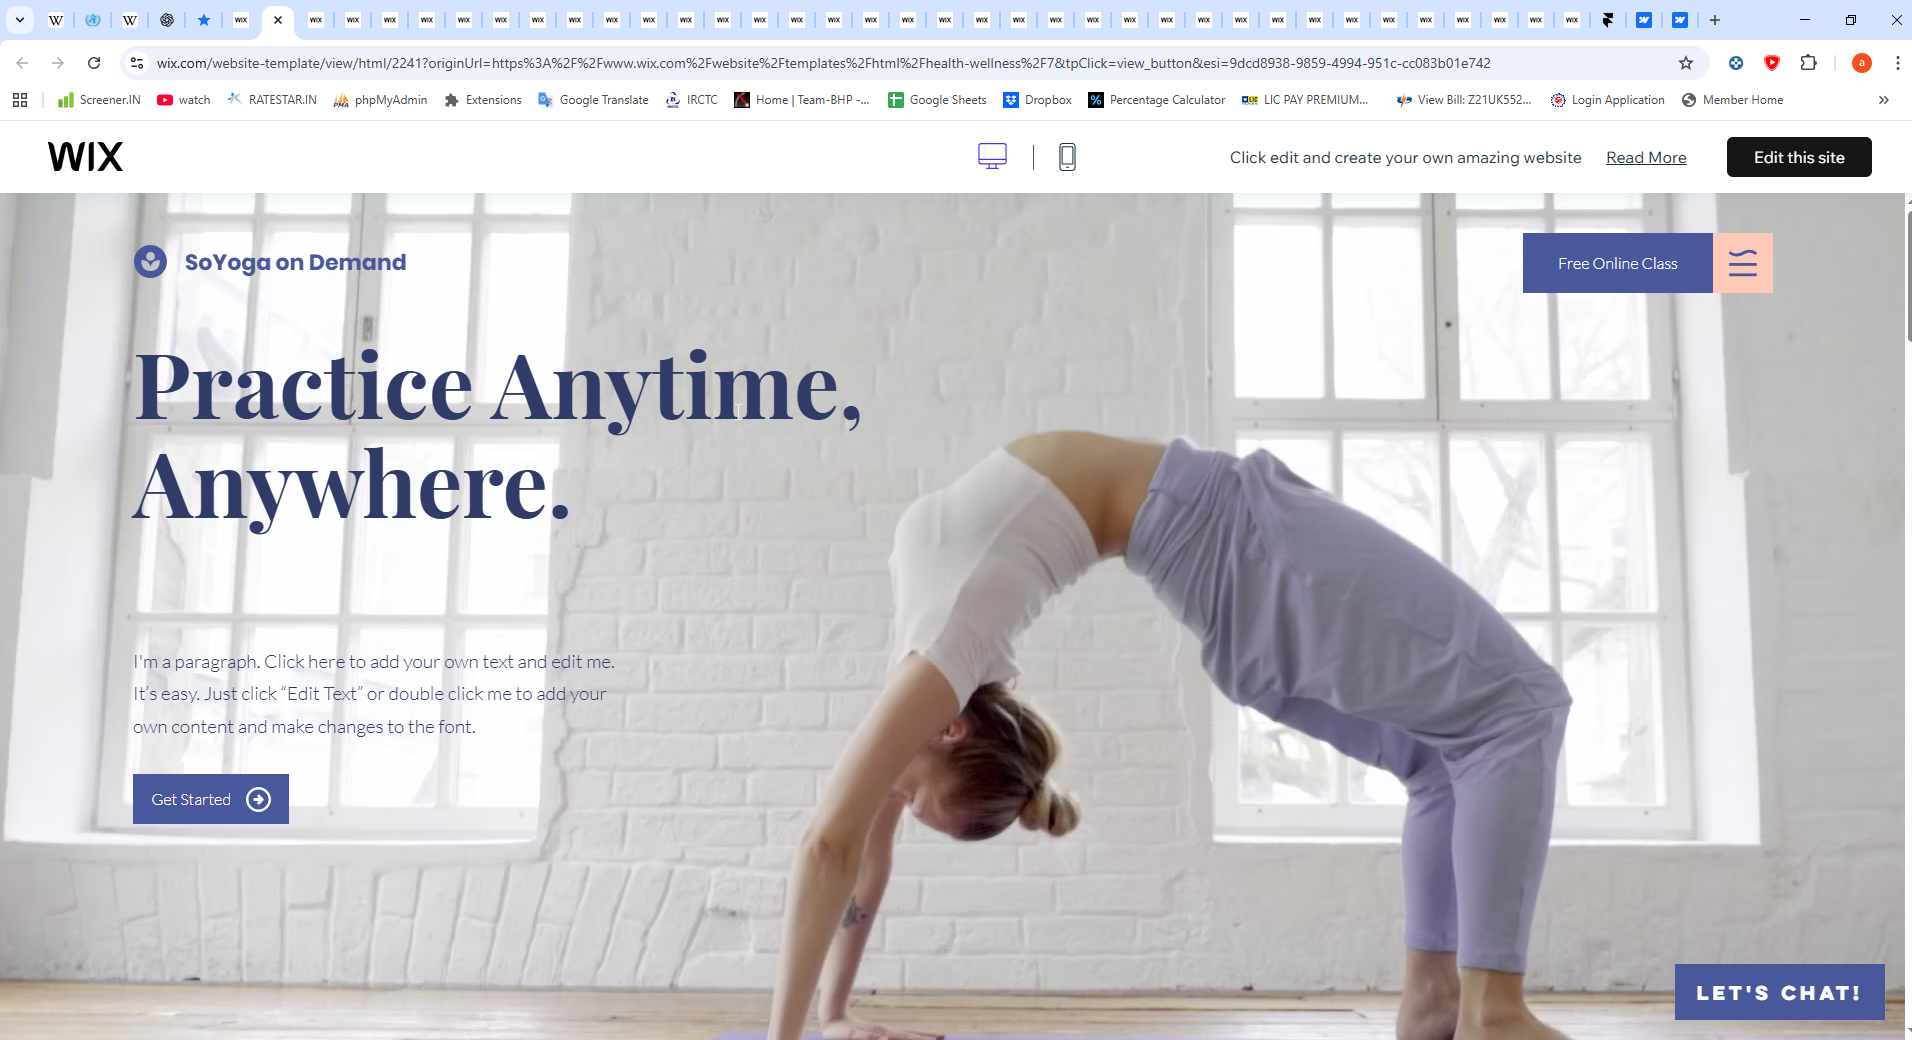 wix.com/website-template/view/html/2241?originUrl=https%3A%2F%2Fwww.wix.com%2Fwebsite%2Ftemplates%2Fhtml%2Fhealth-wellness%2F7&tpClick=view_button&esi=9dcd8938-9859-4994-951c-cc083b01e742
a
Screener.IN watch RATESTAR.IN phpMyAdmin Extensions Google Translate IRCTC Home | Team-BHP -... Google Sheets Dropbox Percentage Calculator LIC PAY PREMIUM... View Bill: Z21UK552... Login Application Member Home
WIX Click edit and create your own amazing website Read More Edit this site
SoYoga on Demand Free Online Class
Practice Anytime,
Anywhere.
I'm a paragraph. Click here to add your own text and edit me.
It’s easy. Just click “Edit Text” or double click me to add your
own content and make changes to the font.
Get Started
LET'S CHAT!